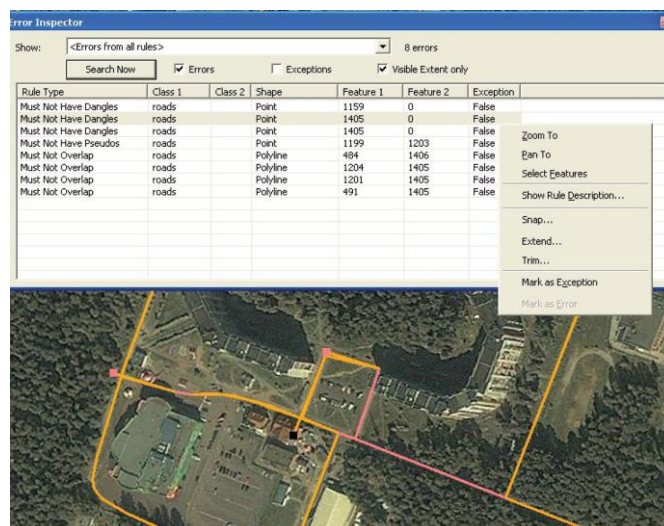 Error Inspector
Show: <Errors from all rules> 8 errors
Search Now Errors Exceptions Visible Extent only
Rule Type Class 1 Class 2 Shape Feature 1 Feature 2 Exception
Must Not Have Dangles roads Point 1159 0 False
Must Not Have Dangles roads Point 1405 0 False
Must Not Have Dangles roads Point 1405 0 False
Must Not Have Pseudos roads Point 1199 1203 False
Must Not Overlap roads Polyline 484 1406 False
Must Not Overlap roads Polyline 1204 1405 False
Must Not Overlap roads Polyline 1201 1405 False
Must Not Overlap roads Polyline 491 1405 False
Zoom To
Pan To
Select Features
Show Rule Description...
Snap...
Extend...
Trim...
Mark as Exception
Mark as Error